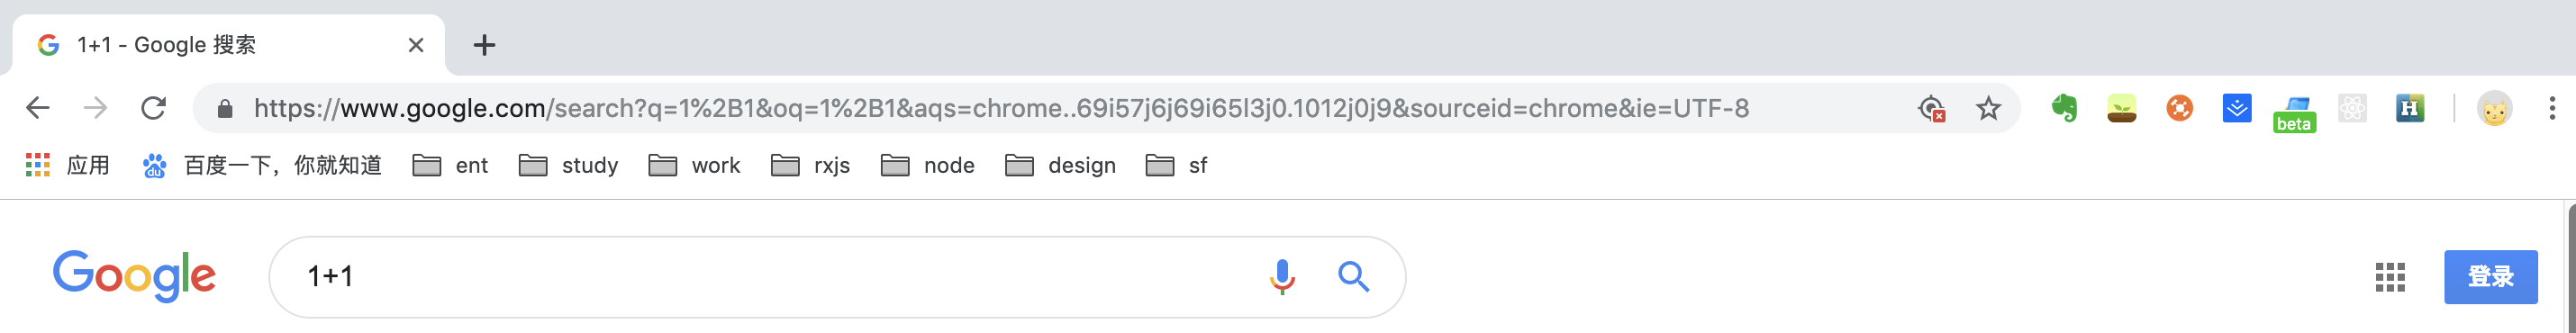 1+1 - Google 搜索
https://www.google.com/search?q=1%2B1&oq=1%2B1&aqs=chrome..69i57j6j69i65l3j0.1012j0j9&sourceid=chrome&ie=UTF-8
beta
H
应用 du 百度一下，你就知道 ent study work rxjs node design sf
Google 1+1 登录